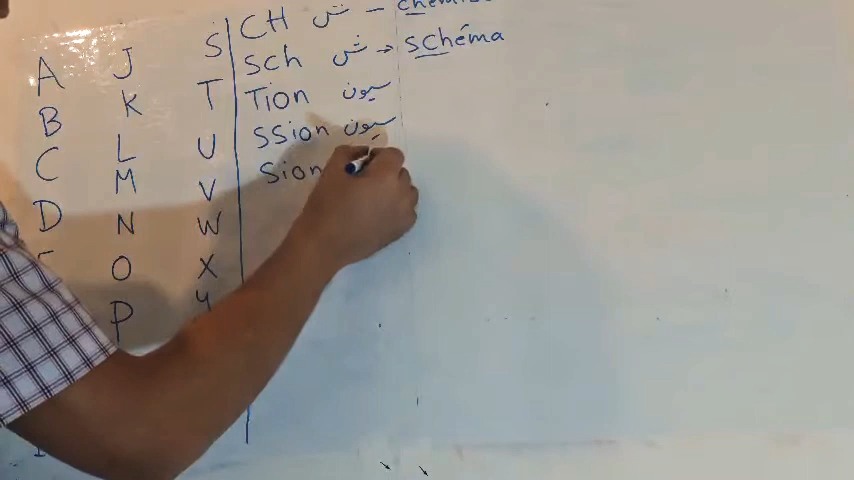 A J S
B K T
C L U
D M V
N W
O X
P y
CH ش
Sch ش → schéma
Tion سيون
ssion سيون
Sion